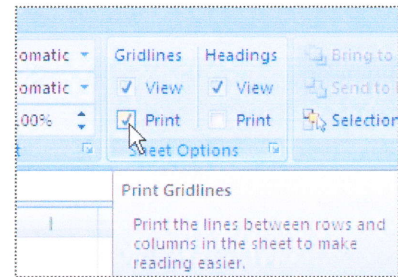 omatic Gridlines Headings Bring to
omatic View View Send to
00% Print Print Selection
Sheet Options
I
Print Gridlines
Print the lines between rows and
columns in the sheet to make
reading easier.